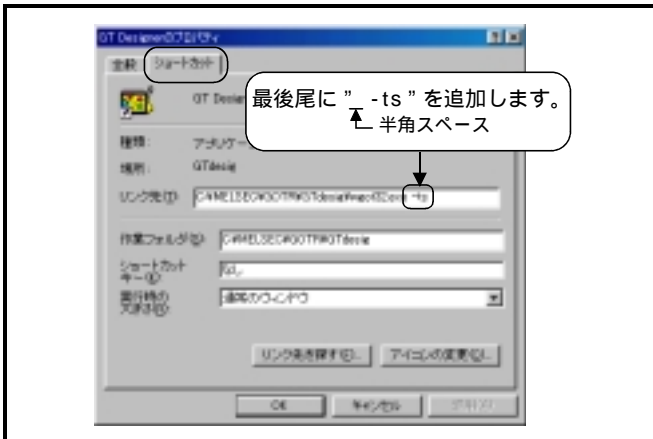 GT Designerのプロパティ
全般 ショートカット
GT Desig
最後尾に "_ -ts" を追加します。
半角スペース
種類: アプリケー
場所: GTdesig
リンク先(T):
-ts
作業フォルダ(S): C:¥MELSEC¥GOTRW¥GTdesig
ショートカット
キー(K): なし
実行時の
大きさ(R): 通常のウィンドウ
リンク先を探す(F)... アイコンの変更(C)...
OK キャンセル